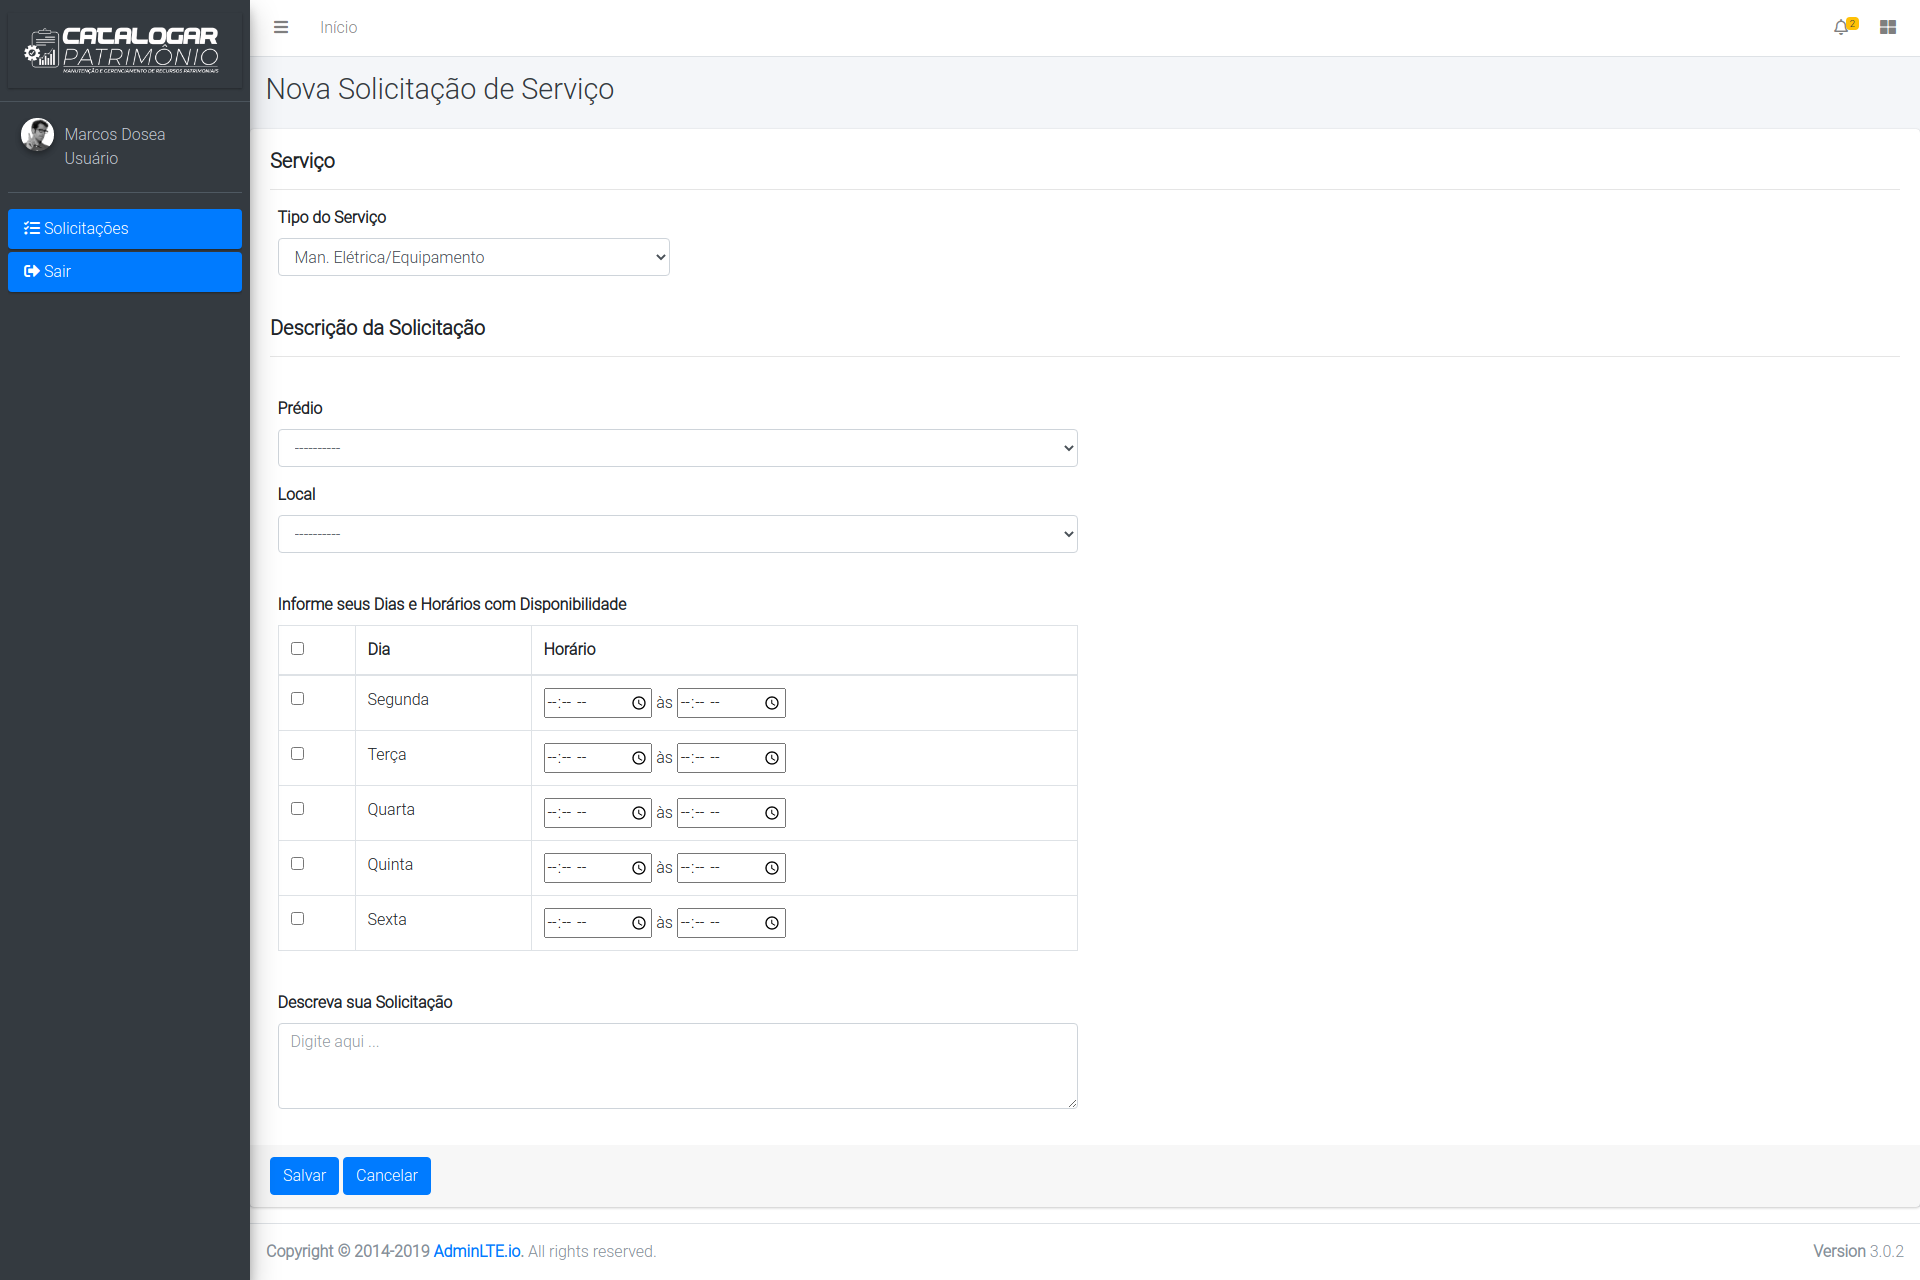 CATALOGAR
PATRIMÔNIO
MANUTENÇÃO E GERENCIAMENTO DE RECURSOS PATRIMONIAIS
Início
2
Nova Solicitação de Serviço
Marcos Dosea
Usuário
Solicitações
Sair
Serviço
Tipo do Serviço
Man. Elétrica/Equipamento
Descrição da Solicitação
Prédio
----------
Local
----------
Informe seus Dias e Horários com Disponibilidade
Dia Horário
Segunda --:-- -- às --:-- --
Terça --:-- -- às --:-- --
Quarta --:-- -- às --:-- --
Quinta --:-- -- às --:-- --
Sexta --:-- -- às --:-- --
Descreva sua Solicitação
Digite aqui ...
Salvar Cancelar
Copyright © 2014-2019 AdminLTE.io. All rights reserved.
Version 3.0.2